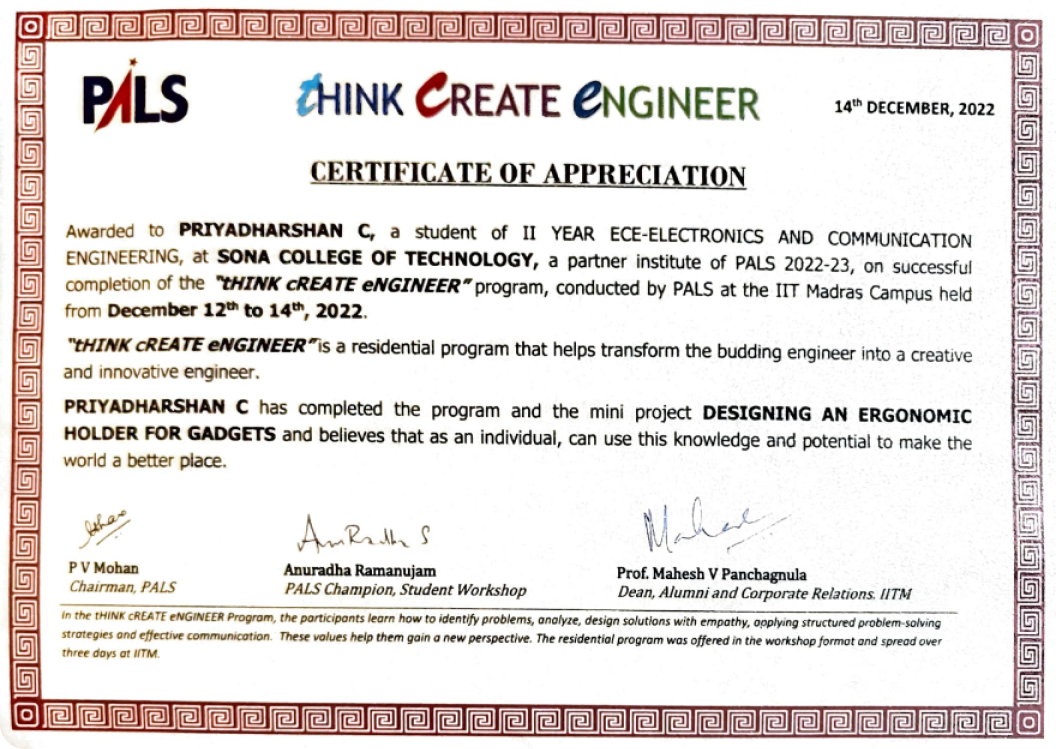 PALS
tHINK CREATE eNGINEER
14th DECEMBER, 2022
CERTIFICATE OF APPRECIATION
Awarded to PRIYADHARSHAN C, a student of II YEAR ECE-ELECTRONICS AND COMMUNICATION
ENGINEERING, at SONA COLLEGE OF TECHNOLOGY, a partner institute of PALS 2022-23, on successful
completion of the "tHINK cREATE eNGINEER" program, conducted by PALS at the IIT Madras Campus held
from December 12th to 14th, 2022.
"tHINK cREATE eNGINEER" is a residential program that helps transform the budding engineer into a creative
and innovative engineer.
PRIYADHARSHAN C has completed the program and the mini project DESIGNING AN ERGONOMIC
HOLDER FOR GADGETS and believes that as an individual, can use this knowledge and potential to make the
world a better place.
AnuRadha S
P V Mohan
Chairman, PALS
Anuradha Ramanujam
PALS Champion, Student Workshop
Prof. Mahesh V Panchagnula
Dean, Alumni and Corporate Relations. IITM
In the tHINK cREATE eNGINEER Program, the participants learn how to identify problems, analyze, design solutions with empathy, applying structured problem-solving
strategies and effective communication. These values help them gain a new perspective. The residential program was offered in the workshop format and spread over
three days at IITM.